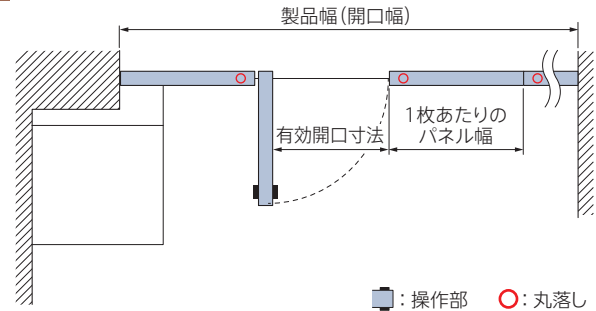 製品幅（開口幅）
有効開口寸法
1枚あたりの
パネル幅
：操作部
：丸落し